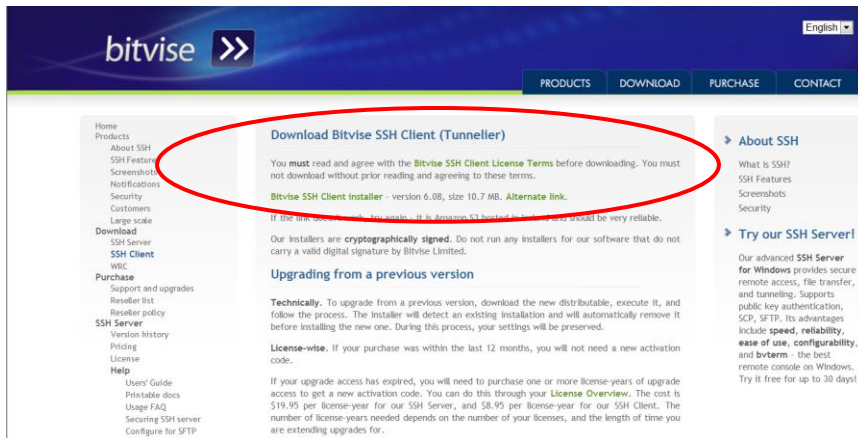 English
bitvise
PRODUCTS
DOWNLOAD
PURCHASE
CONTACT
Home
Products
About SSH
SSH Features
Screenshots
Notifications
Security
Customers
Large scale
Download
SSH Server
SSH Client
WRC
Purchase
Support and upgrades
Reseller list
Reseller policy
SSH Server
Version history
Pricing
License
Help
Users' Guide
Printable docs
Usage FAQ
Securing SSH server
Configure for SFTP
Download Bitvise SSH Client (Tunnelier)
You must read and agree with the Bitvise SSH Client License Terms before downloading. You must
not download without prior reading and agreeing to these terms.
Bitvise SSH Client installer - version 6.08, size 10.7 MB. Alternate link.
If the link try again - it is Amazon S3 hosted in and should be very reliable.
Our installers are cryptographically signed. Do not run any installers for our software that do not
carry a valid digital signature by Bitvise Limited.
Upgrading from a previous version
Technically. To upgrade from a previous version, download the new distributable, execute it, and
follow the process. The installer will detect an existing installation and will automatically remove it
before installing the new one. During this process, your settings will be preserved.
License-wise. If your purchase was within the last 12 months, you will not need a new activation
code.
If your upgrade access has expired, you will need to purchase one or more license-years of upgrade
access to get a new activation code. You can do this through your License Overview. The cost is
$19.95 per license-year for our SSH Server, and $8.95 per license-year for our SSH Client. The
number of license-years needed depends on the number of your licenses, and the length of time you
are extending upgrades for.
About SSH
What is SSH?
SSH Features
Screenshots
Security
Try our SSH Server!
Our advanced SSH Server
for Windows provides secure
remote access, file transfer,
and tunneling. Supports
public key authentication,
SCP, SFTP. Its advantages
include speed, reliability,
ease of use, configurability,
and bvterm - the best
remote console on Windows.
Try it free for up to 30 days!